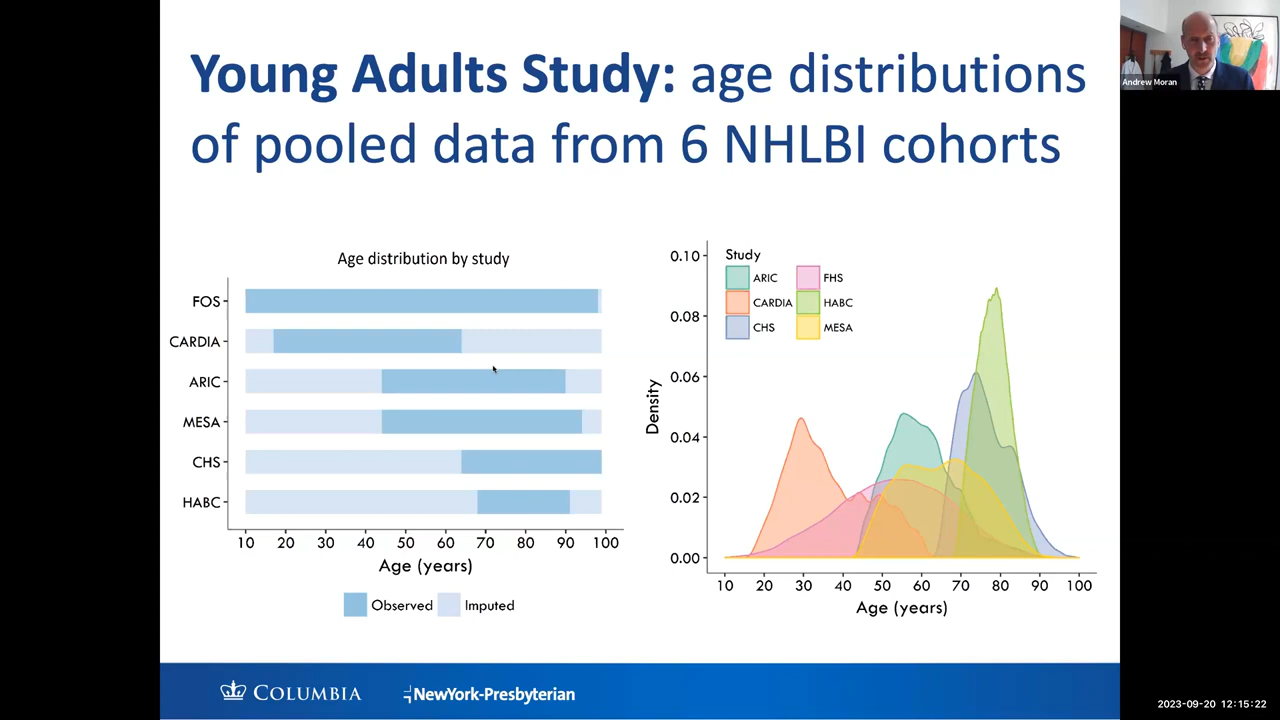 Young Adults Study: age distributions
of pooled data from 6 NHLBI cohorts
Andrew Moran
Age distribution by study
FOS
CARDIA
ARIC
MESA
CHS
HABC
10 20 30 40 50 60 70 80 90 100
Age (years)
Observed Imputed
Study
ARIC FHS
CARDIA HABC
CHS MESA
0.10
0.08
0.06
0.04
0.02
0.00
Density
10 20 30 40 50 60 70 80 90 100
Age (years)
COLUMBIA NewYork-Presbyterian
2023-09-20 12:15:22